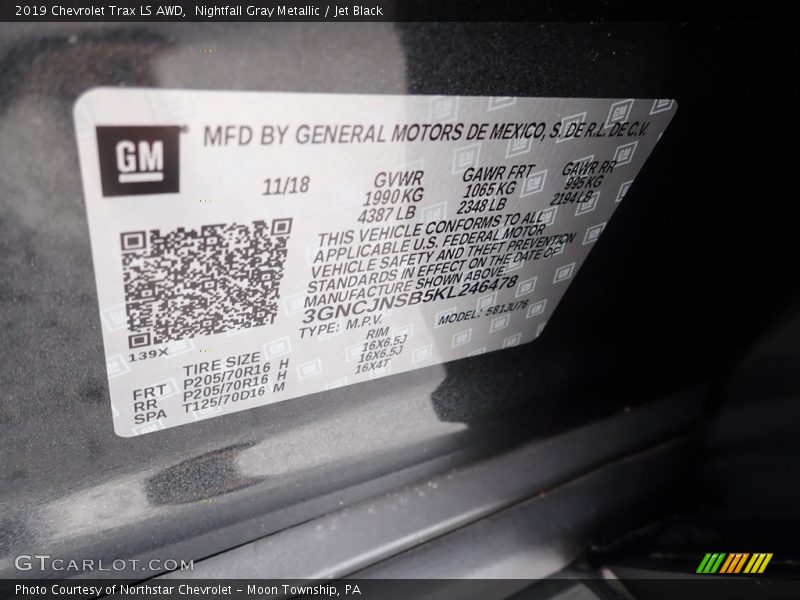 2019 Chevrolet Trax LS AWD, Nightfall Gray Metallic / Jet Black
GM
MFD BY GENERAL MOTORS DE MEXICO, S. DE R.L. DE C.V.
11/18
GVWR
1990 KG
4387 LB
GAWR FRT
1065 KG
2348 LB
GAWR RR
995 KG
2194 LB
THIS VEHICLE CONFORMS TO ALL
APPLICABLE U.S. FEDERAL MOTOR
VEHICLE SAFETY AND THEFT PREVENTION
STANDARDS IN EFFECT ON THE DATE OF
MANUFACTURE SHOWN ABOVE.
3GNCJNSB5KL246478
TYPE: M.P.V. MODEL: 581JU76
139X
TIRE SIZE RIM
FRT P205/70R16 H 16X6.5J
RR P205/70R16 H 16X6.5J
SPA T125/70D16 M 16X4T
GTCARLOT.COM
Photo Courtesy of Northstar Chevrolet - Moon Township, PA